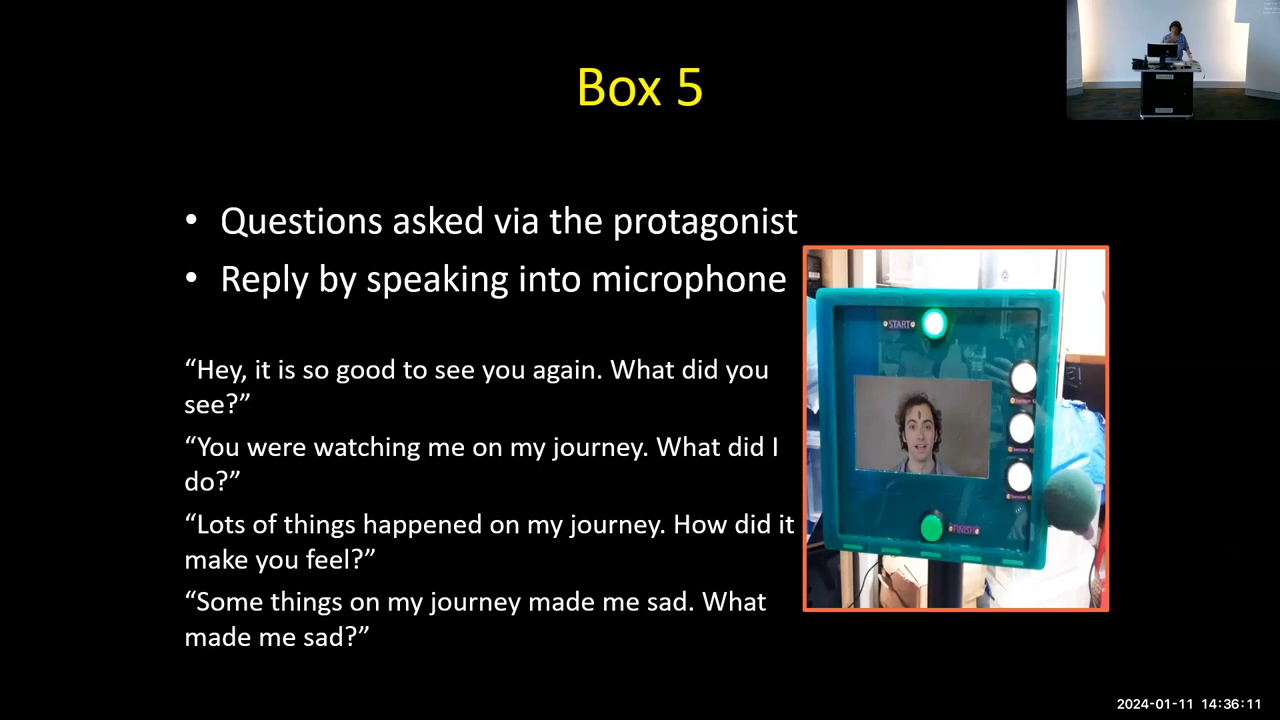 Box 5
• Questions asked via the protagonist
• Reply by speaking into microphone
“Hey, it is so good to see you again. What did you
see?”
“You were watching me on my journey. What did I
do?”
“Lots of things happened on my journey. How did it
make you feel?”
“Some things on my journey made me sad. What
made me sad?”
START
FINISH
2024-01-11 14:36:11